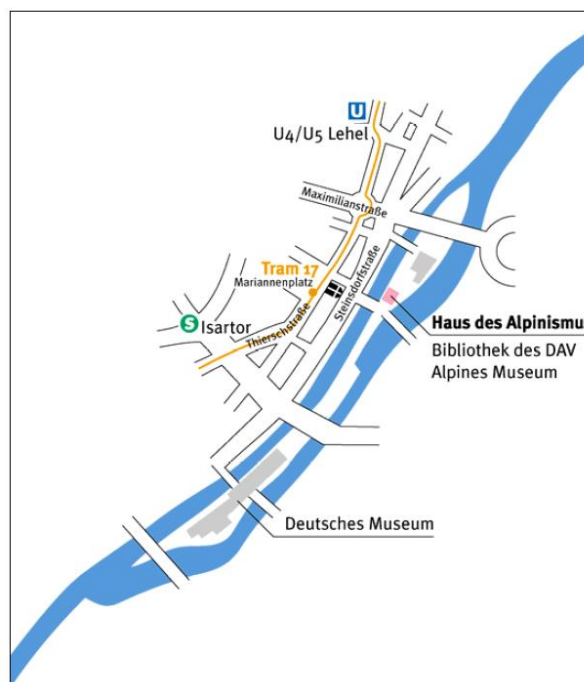 U
U4/U5 Lehel
Maximilianstraße
Tram 17
Mariannenplatz
Steinsdorfstraße
S Isartor
Thierschstraße
Haus des Alpinismu
Bibliothek des DAV
Alpines Museum
Deutsches Museum